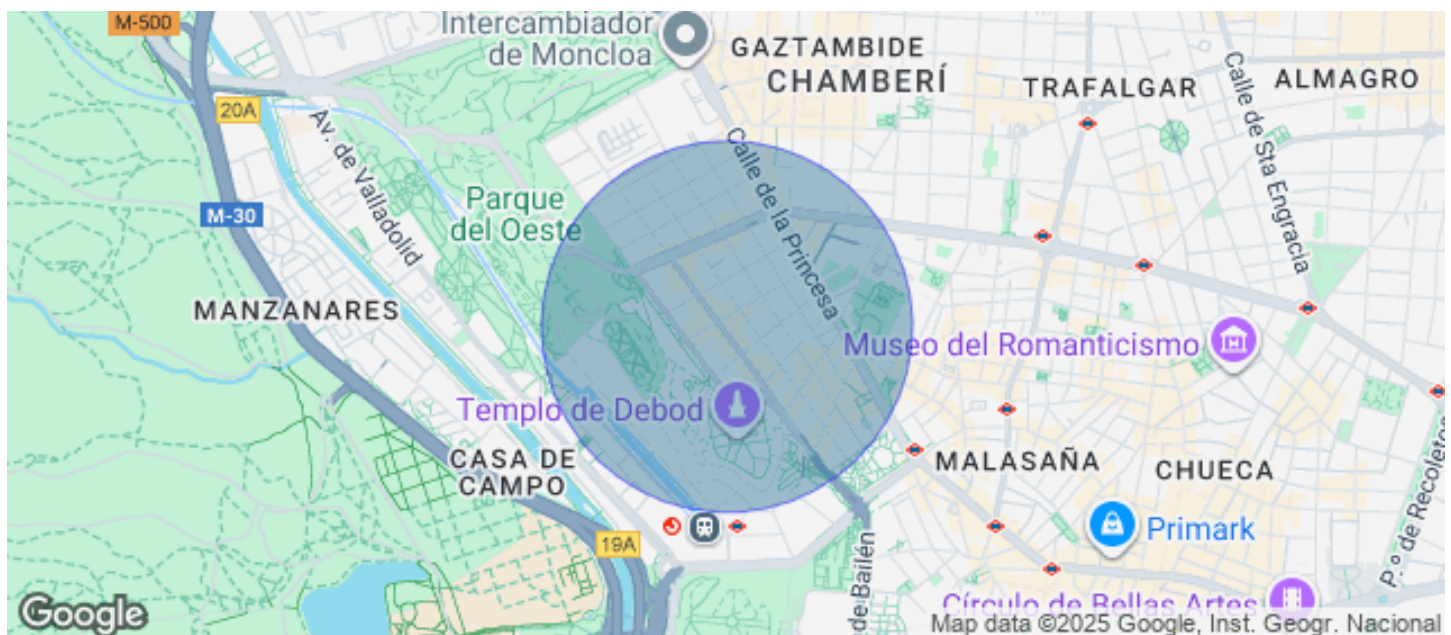 M-500
Intercambiador
de Moncloa
GAZTAMBIDE
CHAMBERÍ
TRAFALGAR
ALMAGRO
Calle de Sta Engracia
20A
Av. de Valladolid
Calle de la Princesa
Parque
del Oeste
M-30
MANZANARES
Museo del Romanticismo
Templo de Debod
CASA DE
CAMPO
MALASAÑA
CHUECA
P.º de Recoletos
Primark
19A
de Bailén
Círculo de Bellas Artes
Google
Map data ©2025 Google, Inst. Geogr. Nacional